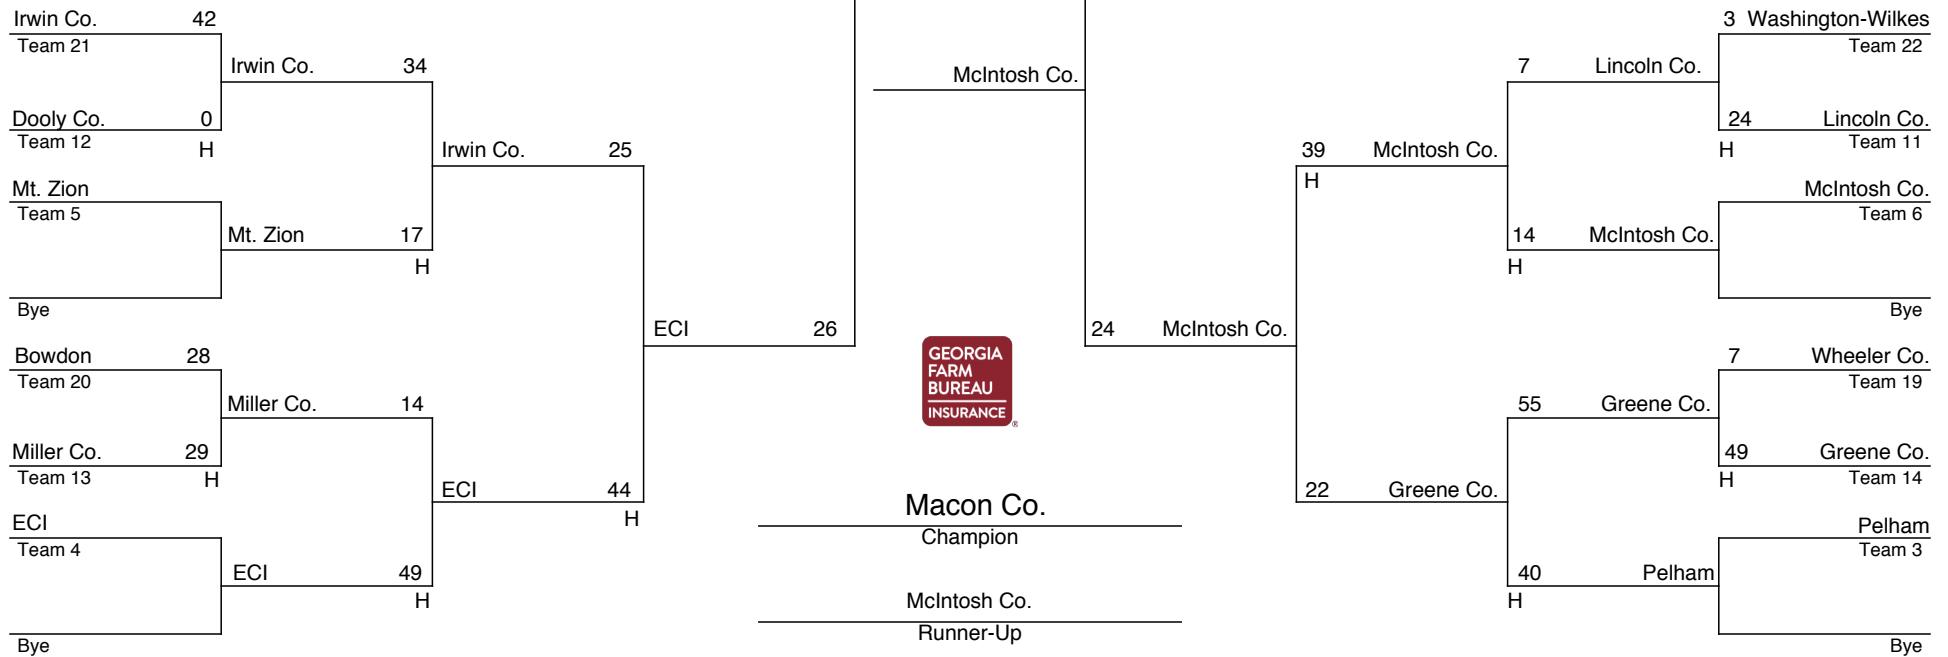 Irwin Co. 42
Team 21
Irwin Co. 34
Dooly Co. 0
Team 12
H
Irwin Co. 25
Mt. Zion
Team 5
Mt. Zion 17
H
Bye
ECI 26
Bowdon 28
Team 20
Miller Co. 14
Miller Co. 29
Team 13
H
ECI 44
H
ECI
Team 4
ECI 49
H
Bye
McIntosh Co.
GEORGIA
FARM
BUREAU
INSURANCE
®
Macon Co.
Champion
McIntosh Co.
Runner-Up
3 Washington-Wilkes
Team 22
7 Lincoln Co.
24 Lincoln Co.
H Team 11
39 McIntosh Co.
H
McIntosh Co.
Team 6
14 McIntosh Co.
H
Bye
24 McIntosh Co.
7 Wheeler Co.
Team 19
55 Greene Co.
49 Greene Co.
H Team 14
22 Greene Co.
Pelham
Team 3
40 Pelham
H
Bye